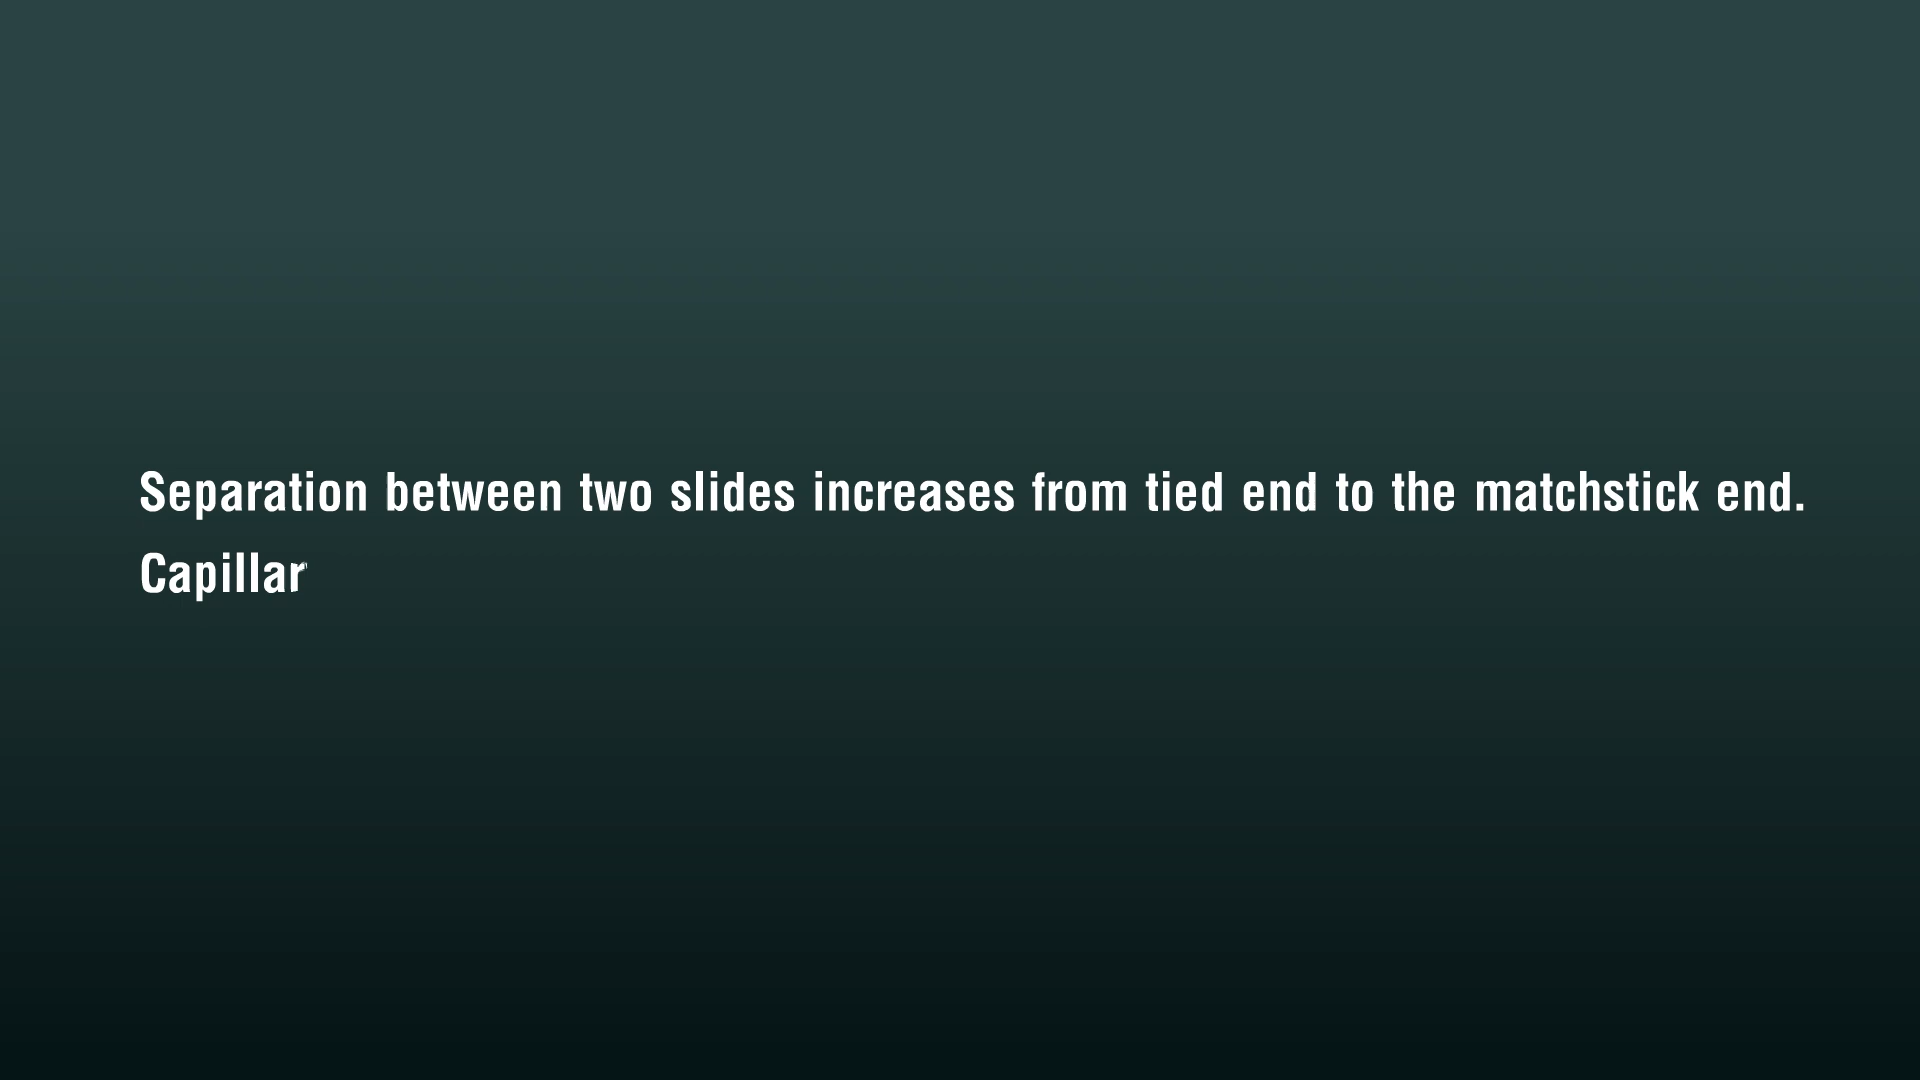 Separation between two slides increases from tied end to the matchstick end.
Capillar